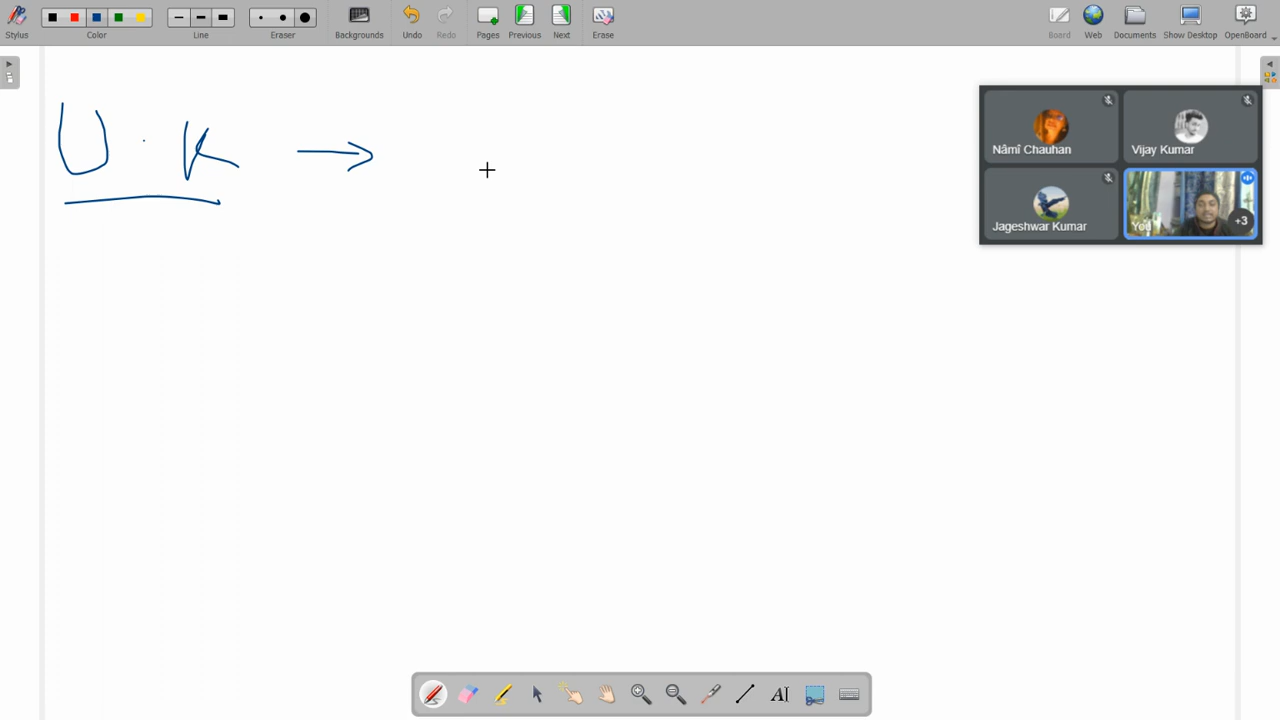 Stylus Color Line Eraser Backgrounds Undo Redo Pages Previous Next Erase Board Web Documents Show Desktop OpenBoard
U . K →
Nâmî Chauhan Vijay Kumar
Jageshwar Kumar You +3
AI